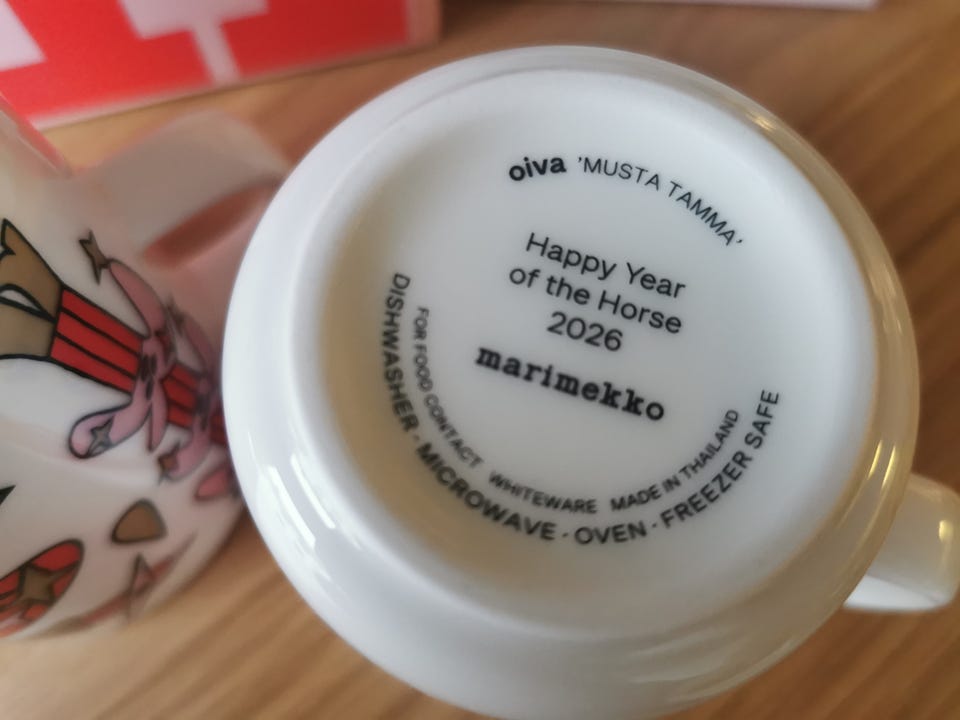 oiva 'MUSTA TAMMA'
Happy Year
of the Horse
2026
marimekko
FOR FOOD CONTACT WHITEWARE MADE IN THAILAND
DISHWASHER · MICROWAVE · OVEN · FREEZER SAFE